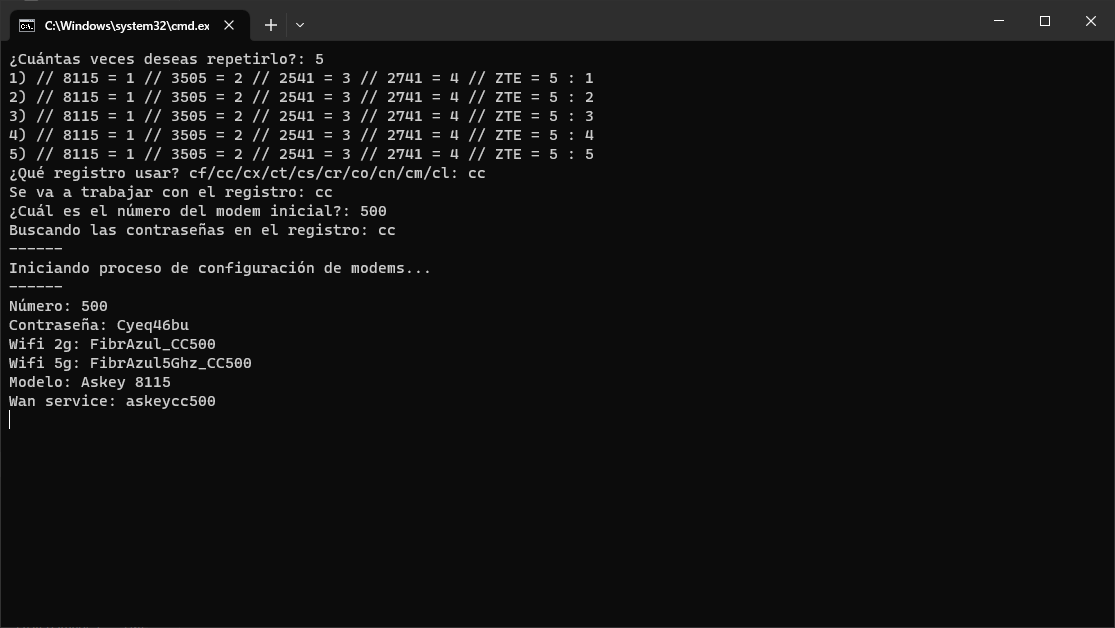 C:\Windows\system32\cmd.ex
¿Cuántas veces deseas repetirlo?: 5
1) // 8115 = 1 // 3505 = 2 // 2541 = 3 // 2741 = 4 // ZTE = 5 : 1
2) // 8115 = 1 // 3505 = 2 // 2541 = 3 // 2741 = 4 // ZTE = 5 : 2
3) // 8115 = 1 // 3505 = 2 // 2541 = 3 // 2741 = 4 // ZTE = 5 : 3
4) // 8115 = 1 // 3505 = 2 // 2541 = 3 // 2741 = 4 // ZTE = 5 : 4
5) // 8115 = 1 // 3505 = 2 // 2541 = 3 // 2741 = 4 // ZTE = 5 : 5
¿Qué registro usar? cf/cc/cx/ct/cs/cr/co/cn/cm/cl: cc
Se va a trabajar con el registro: cc
¿Cuál es el número del modem inicial?: 500
Buscando las contraseñas en el registro: cc
------
Iniciando proceso de configuración de modems...
------
Número: 500
Contraseña: Cyeq46bu
Wifi 2g: FibrAzul_CC500
Wifi 5g: FibrAzul5Ghz_CC500
Modelo: Askey 8115
Wan service: askeycc500